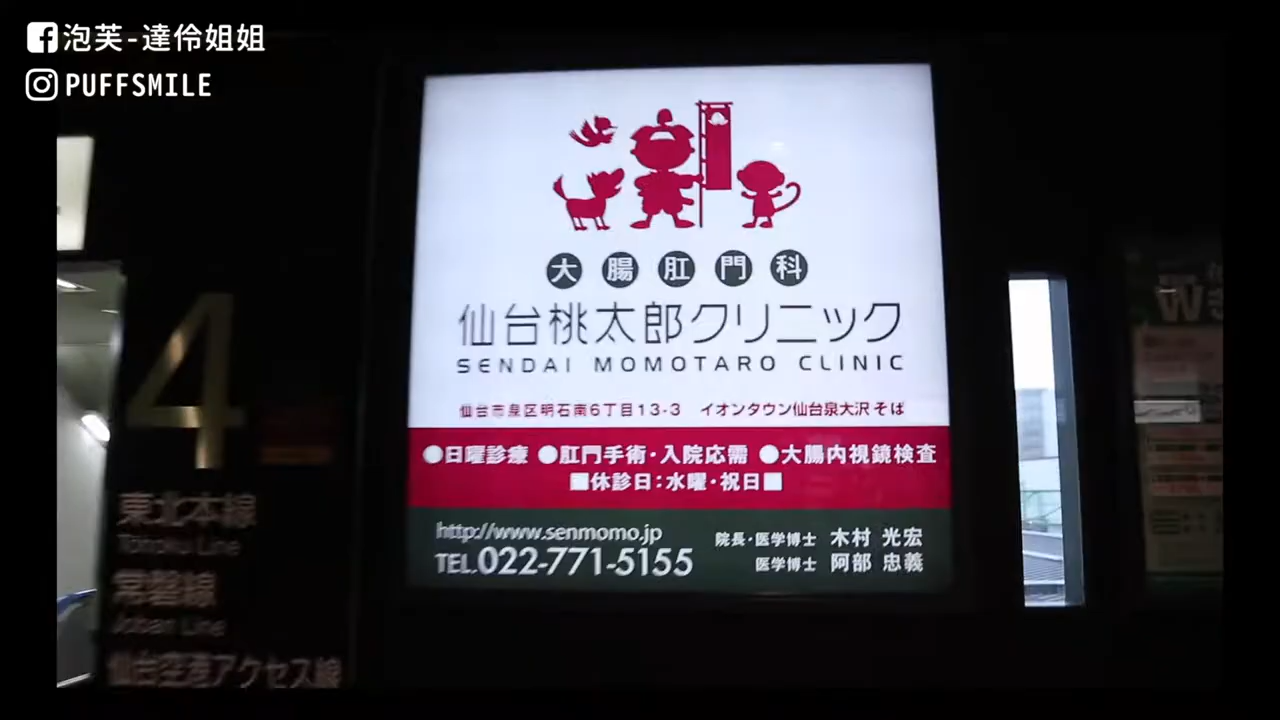 泡芙-達伶姐姐
PUFFSMILE
大腸肛門科
仙台桃太郎クリニック
SENDAI MOMOTARO CLINIC
仙台市泉区明石南6丁目13-3 イオンタウン仙台泉大沢そば
●日曜診療 ●肛門手術・入院応需 ●大腸内視鏡検査
■休診日：水曜・祝日■
http://www.senmomo.jp
TEL.022-771-5155
院長・医学博士 木村 光宏
医学博士 阿部 忠義
4
東北本線
Tohoku Line
常磐線
Joban Line
仙台空港アクセス線
W